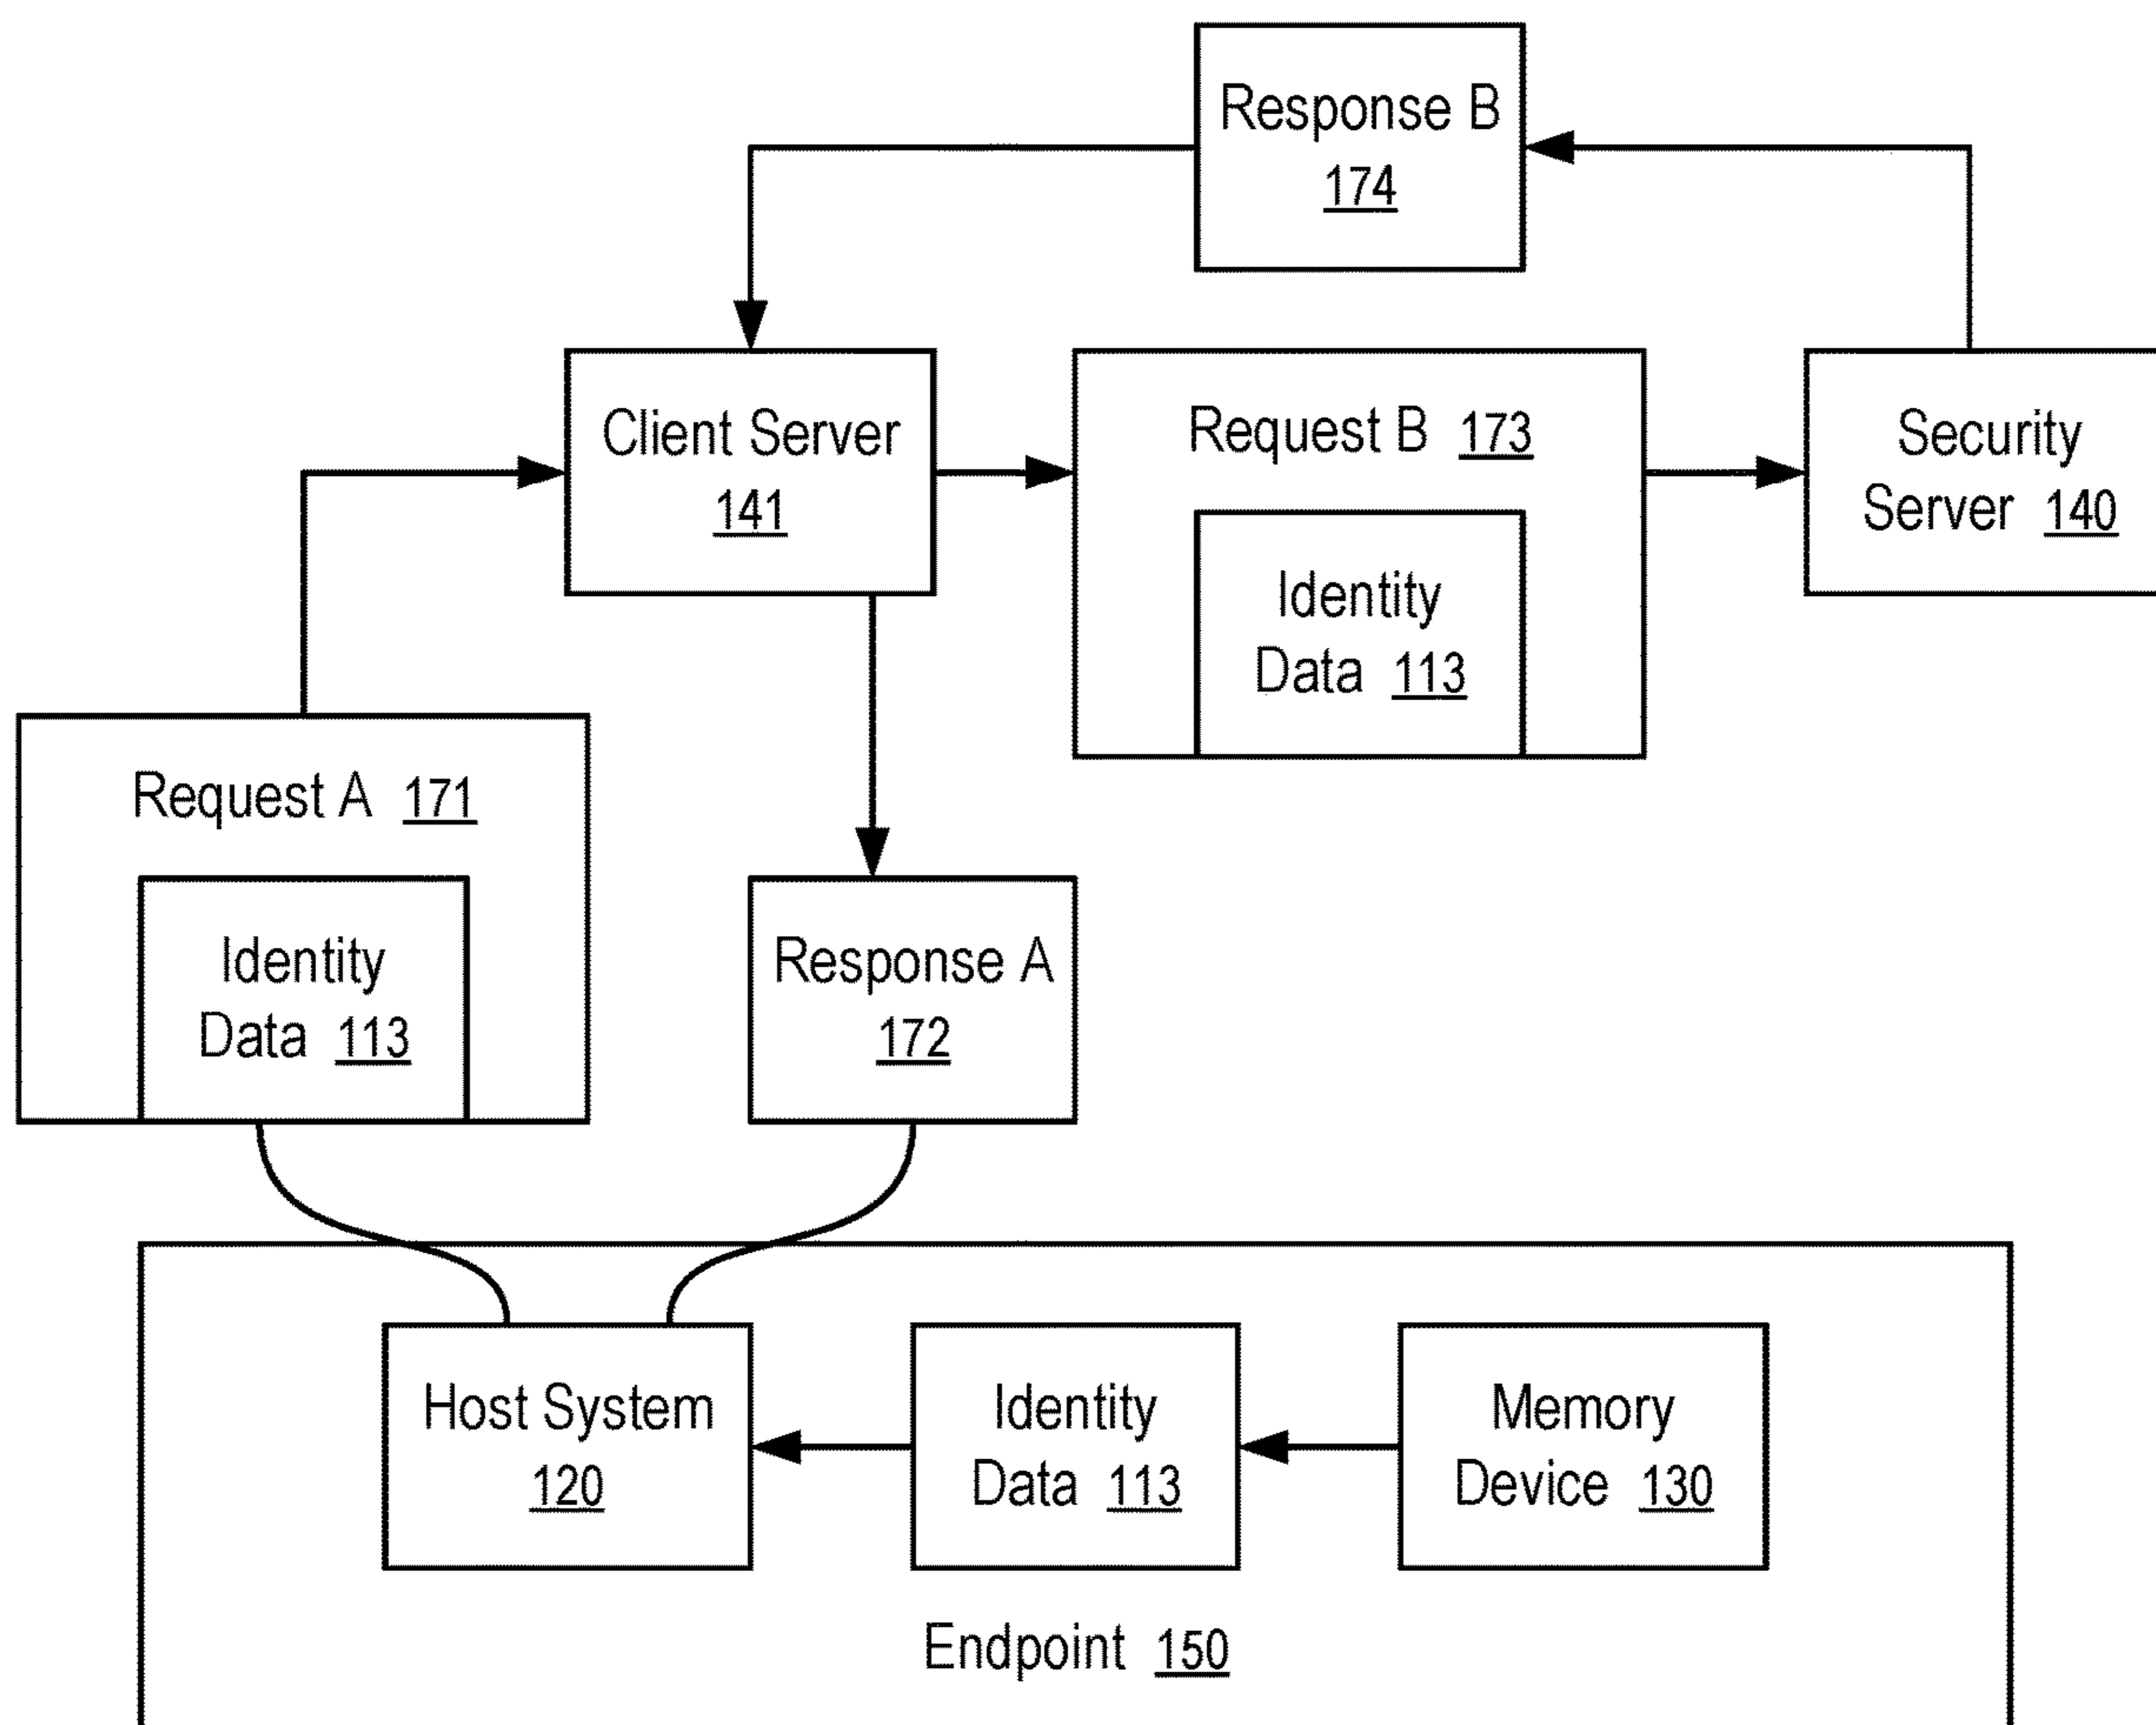 Response B
174
Client Server
141
Request B 173
Identity
Data 113
Security
Server 140
Request A 171
Identity
Data 113
Response A
172
Host System
120
Identity
Data 113
Memory
Device 130
Endpoint 150